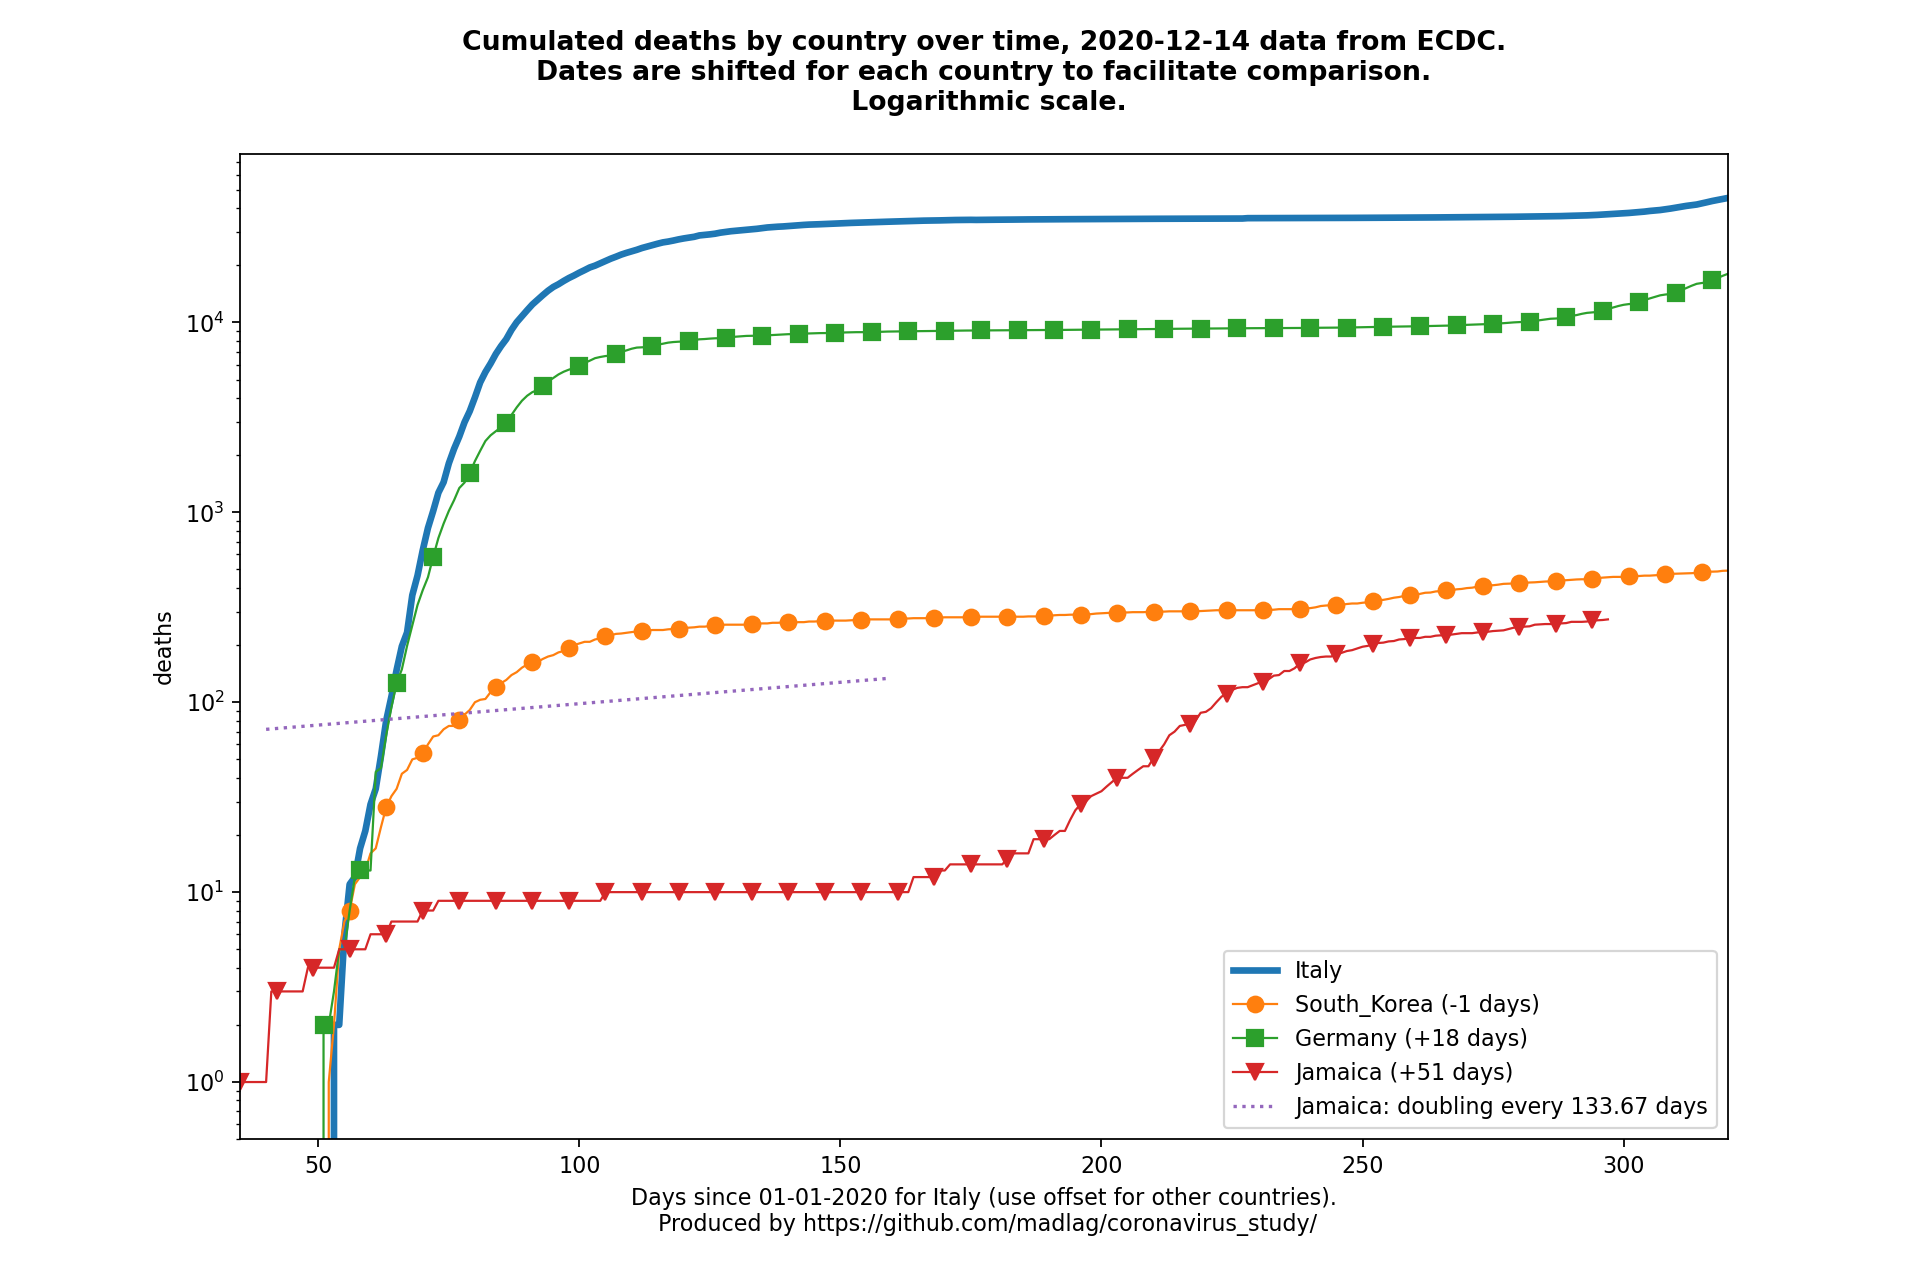 Cumulated deaths by country over time, 2020-12-14 data from ECDC.
Dates are shifted for each country to facilitate comparison.
Logarithmic scale.
deaths
10^4
10^3
10^2
10^1
10^0
50 100 150 200 250 300
Italy
South_Korea (-1 days)
Germany (+18 days)
Jamaica (+51 days)
Jamaica: doubling every 133.67 days
Days since 01-01-2020 for Italy (use offset for other countries).
Produced by https://github.com/madlag/coronavirus_study/